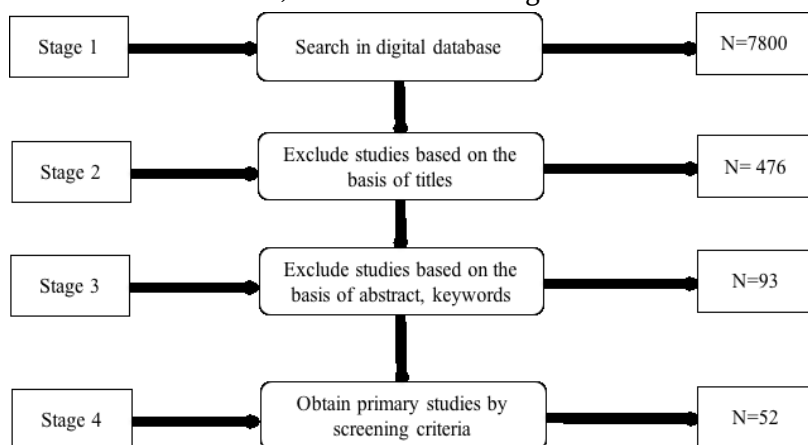 Stage 1
Search in digital database
N=7800
Stage 2
Exclude studies based on the
basis of titles
N= 476
Stage 3
Exclude studies based on the
basis of abstract, keywords
N=93
Stage 4
Obtain primary studies by
screening criteria
N=52